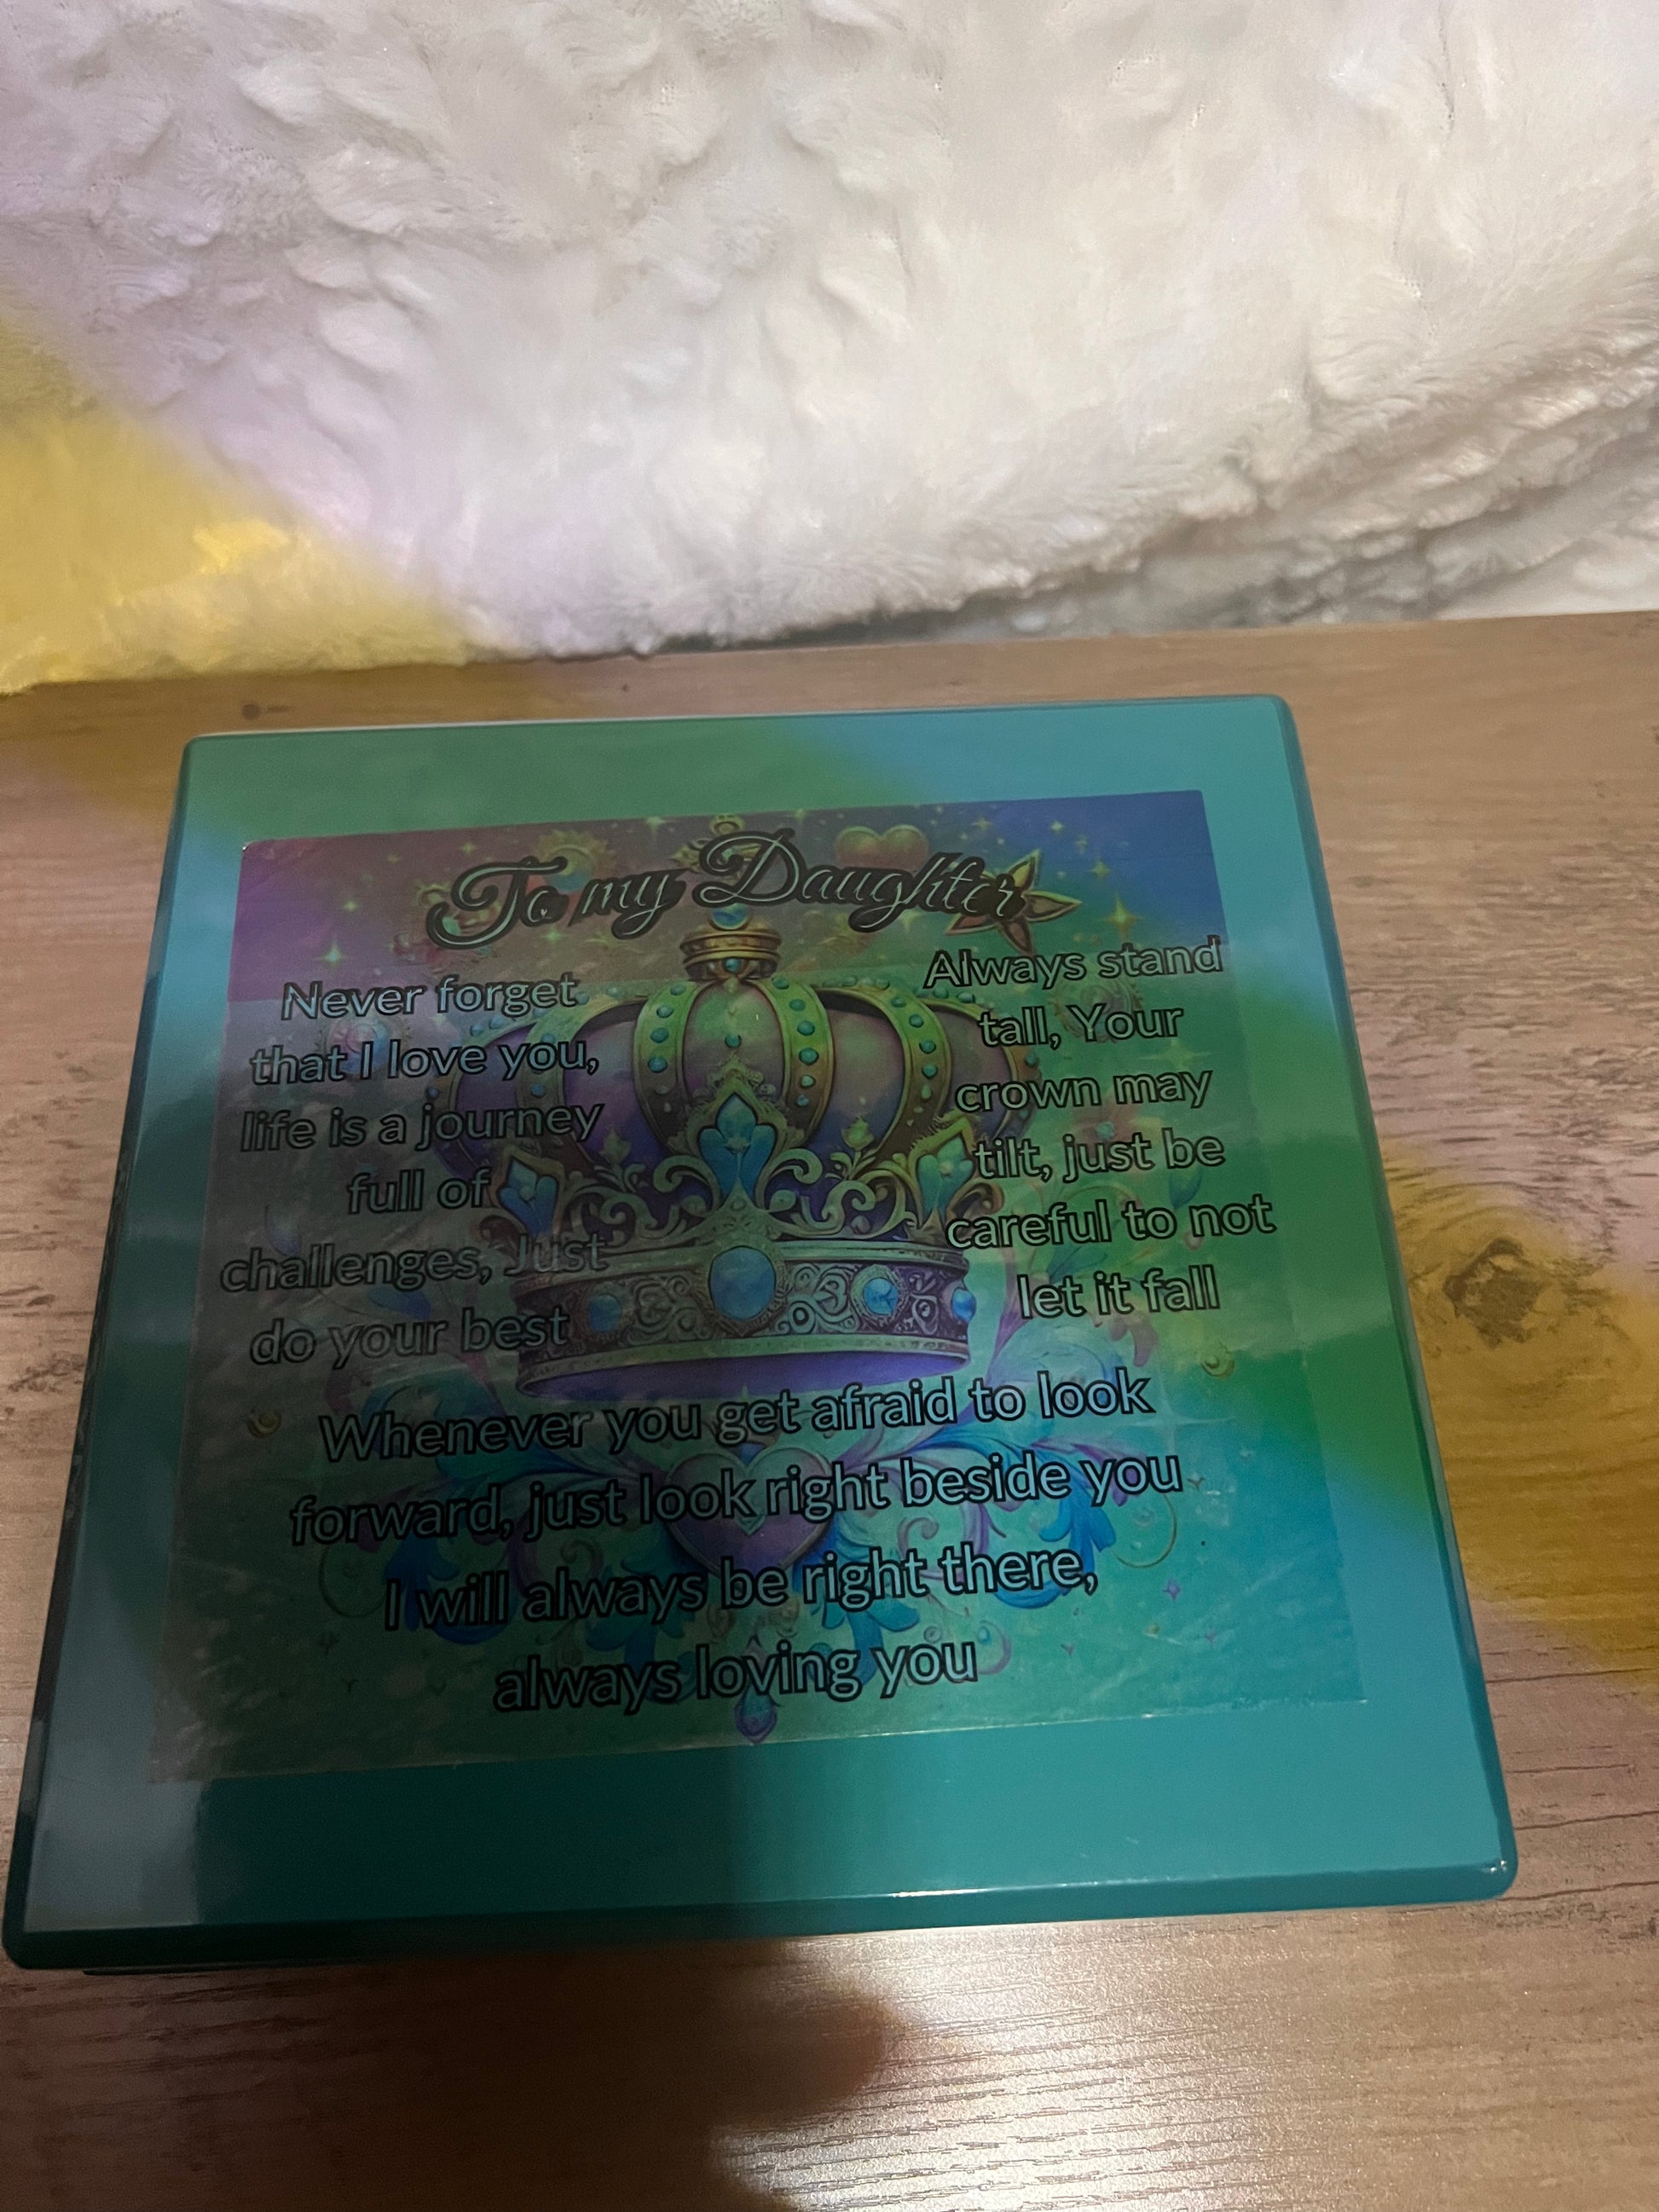 To my Daughter
Never forget
that I love you,
life is a journey
full of
challenges, Just
do your best
Always stand
tall, Your
crown may
tilt, just be
careful to not
let it fall
Whenever you get afraid to look
forward, just look right beside you
I will always be right there,
always loving you